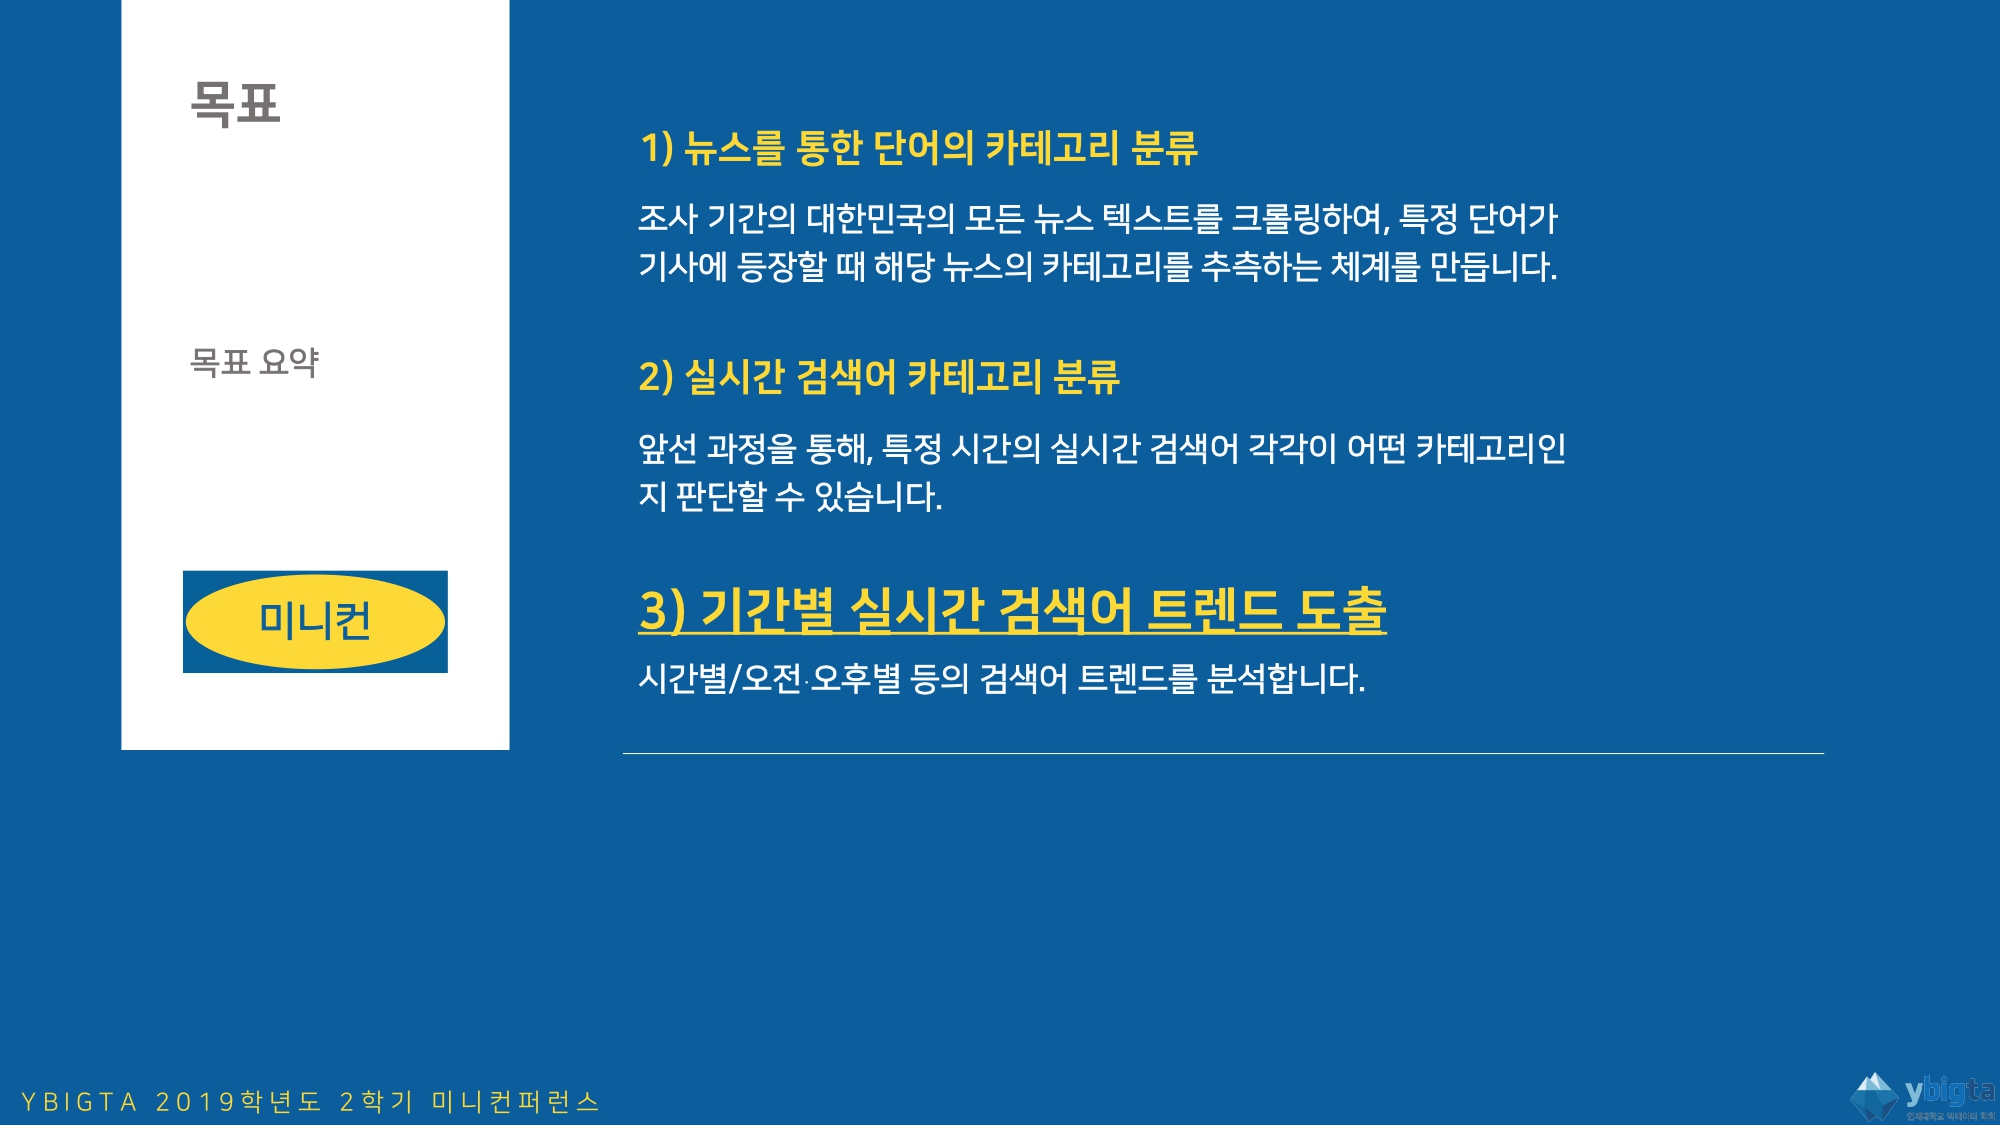 목표
목표 요약
미니컨
1) 뉴스를 통한 단어의 카테고리 분류
조사 기간의 대한민국의 모든 뉴스 텍스트를 크롤링하여, 특정 단어가
기사에 등장할 때 해당 뉴스의 카테고리를 추측하는 체계를 만듭니다.
2) 실시간 검색어 카테고리 분류
앞선 과정을 통해, 특정 시간의 실시간 검색어 각각이 어떤 카테고리인
지 판단할 수 있습니다.
3) 기간별 실시간 검색어 트렌드 도출
시간별/오전·오후별 등의 검색어 트렌드를 분석합니다.
YBIGTA 2019학년도 2학기 미니컨퍼런스
ybigta
연세대학교 빅데이터 학회